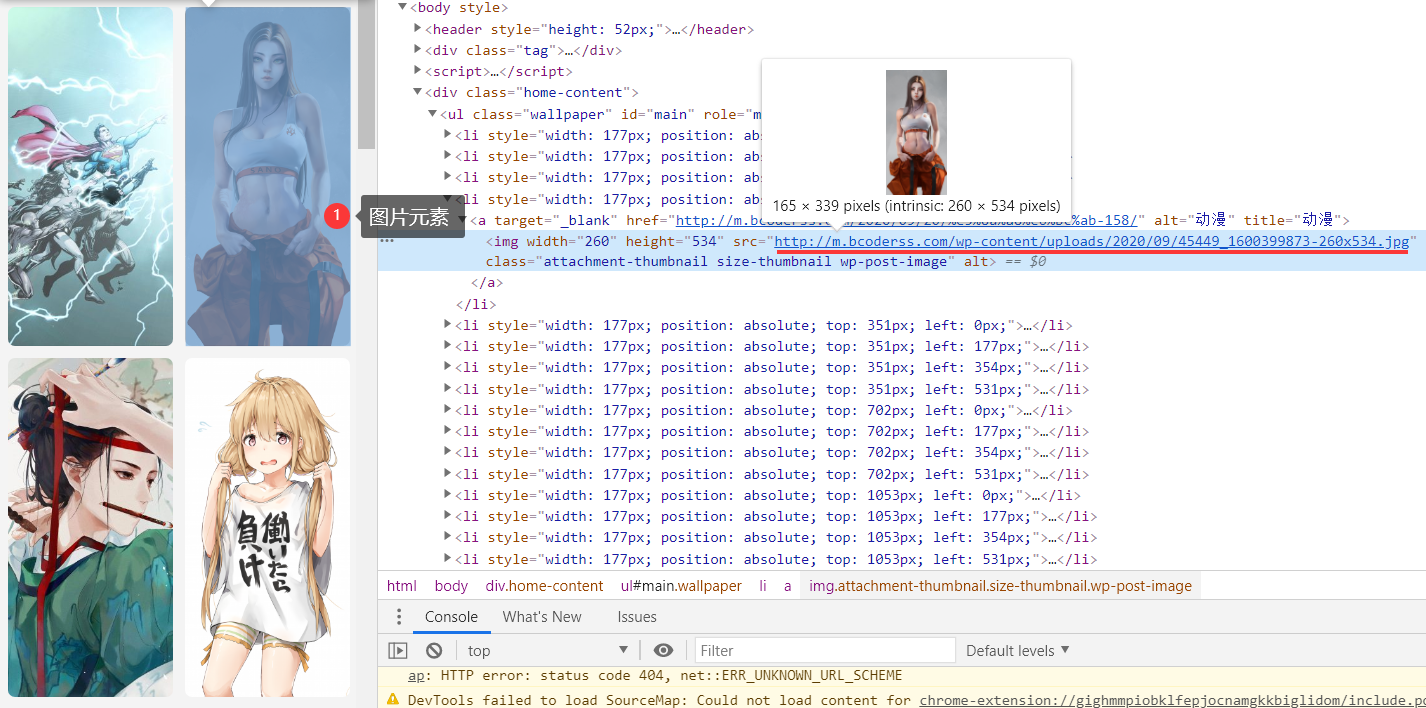 <body style>
<header style="height: 52px;">…</header>
<div class="tag">…</div>
<script>…</script>
<div class="home-content">
<ul class="wallpaper" id="main" role="m
<li style="width: 177px; position: abs
<li style="width: 177px; position: abs
<li style="width: 177px; position: abs
<li style="width: 177px; position: abs
165 × 339 pixels (intrinsic: 260 × 534 pixels)
1
图片元素
<a target="_blank" href="http://m.bcoderss.com/2020/09/20/%e5%8a%a8%e6%bc%ab-158/" alt="动漫" title="动漫">
<img width="260" height="534" src="http://m.bcoderss.com/wp-content/uploads/2020/09/45449_1600399873-260x534.jpg"
class="attachment-thumbnail size-thumbnail wp-post-image" alt> == $0
</a>
</li>
<li style="width: 177px; position: absolute; top: 351px; left: 0px;">…</li>
<li style="width: 177px; position: absolute; top: 351px; left: 177px;">…</li>
<li style="width: 177px; position: absolute; top: 351px; left: 354px;">…</li>
<li style="width: 177px; position: absolute; top: 351px; left: 531px;">…</li>
<li style="width: 177px; position: absolute; top: 702px; left: 0px;">…</li>
<li style="width: 177px; position: absolute; top: 702px; left: 177px;">…</li>
<li style="width: 177px; position: absolute; top: 702px; left: 354px;">…</li>
<li style="width: 177px; position: absolute; top: 702px; left: 531px;">…</li>
<li style="width: 177px; position: absolute; top: 1053px; left: 0px;">…</li>
<li style="width: 177px; position: absolute; top: 1053px; left: 177px;">…</li>
<li style="width: 177px; position: absolute; top: 1053px; left: 354px;">…</li>
<li style="width: 177px; position: absolute; top: 1053px; left: 531px;">…</li>
働いたら
負け
html body div.home-content ul#main.wallpaper li a img.attachment-thumbnail.size-thumbnail.wp-post-image
Console What's New Issues
top Filter Default levels
ap: HTTP error: status code 404, net::ERR_UNKNOWN_URL_SCHEME
DevTools failed to load SourceMap: Could not load content for chrome-extension://gighmmpiobklfepjocnamgkkbiglidom/include.po